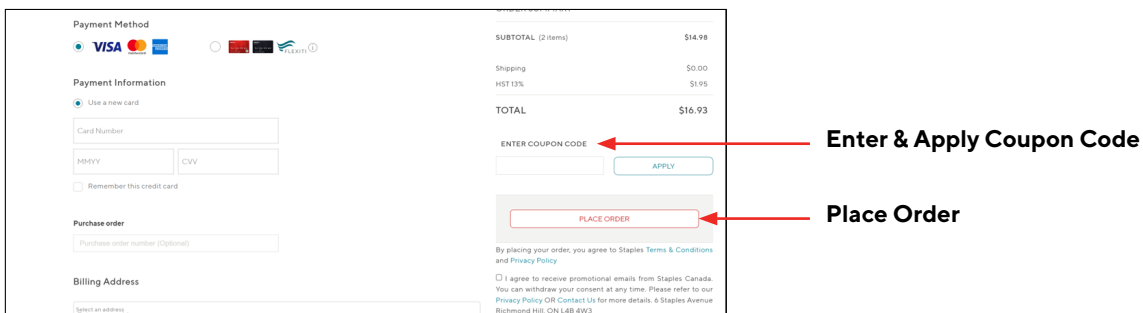 Payment Method
VISA
FLEXITI
Payment Information
Use a new card
Card Number
MMYY CVV
Remember this credit card
Purchase order
Purchase order number (Optional)
Billing Address
Select an address
SUBTOTAL (2 items) $14.98
Shipping $0.00
HST 13% $1.95
TOTAL $16.93
ENTER COUPON CODE
APPLY
PLACE ORDER
By placing your order, you agree to Staples Terms & Conditions
and Privacy Policy
I agree to receive promotional emails from Staples Canada.
You can withdraw your consent at any time. Please refer to our
Privacy Policy OR Contact Us for more details. 6 Staples Avenue
Richmond Hill, ON L4B 4W3
Enter & Apply Coupon Code
Place Order